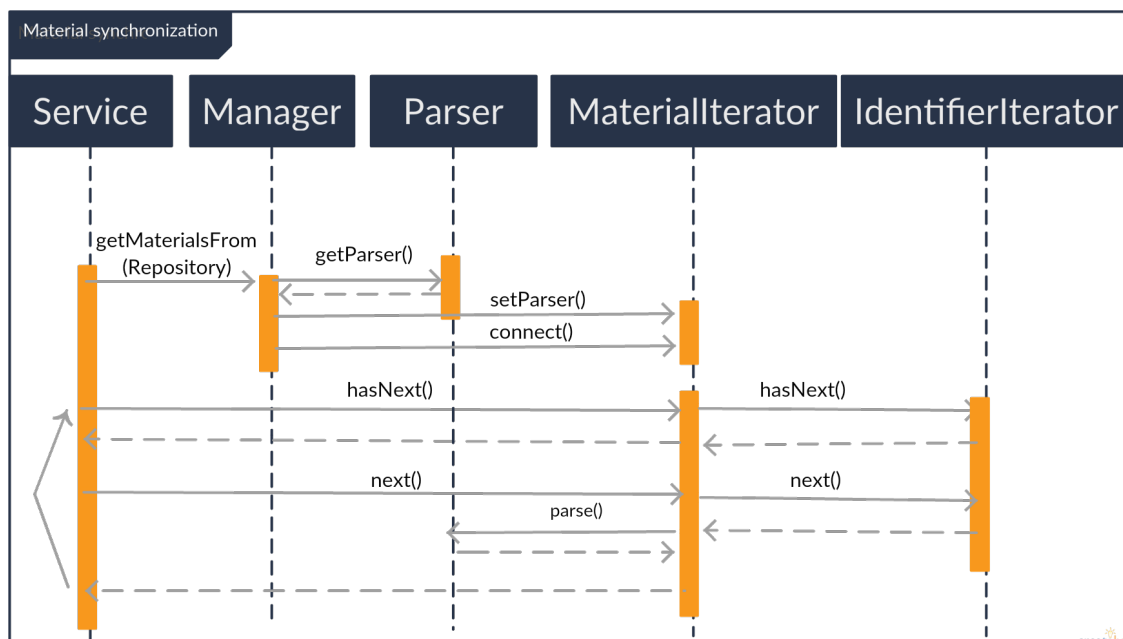 Material synchronization
Service
Manager
Parser
MaterialIterator
IdentifierIterator
getMaterialsFrom
(Repository)
getParser()
setParser()
connect()
hasNext()
hasNext()
next()
next()
parse()